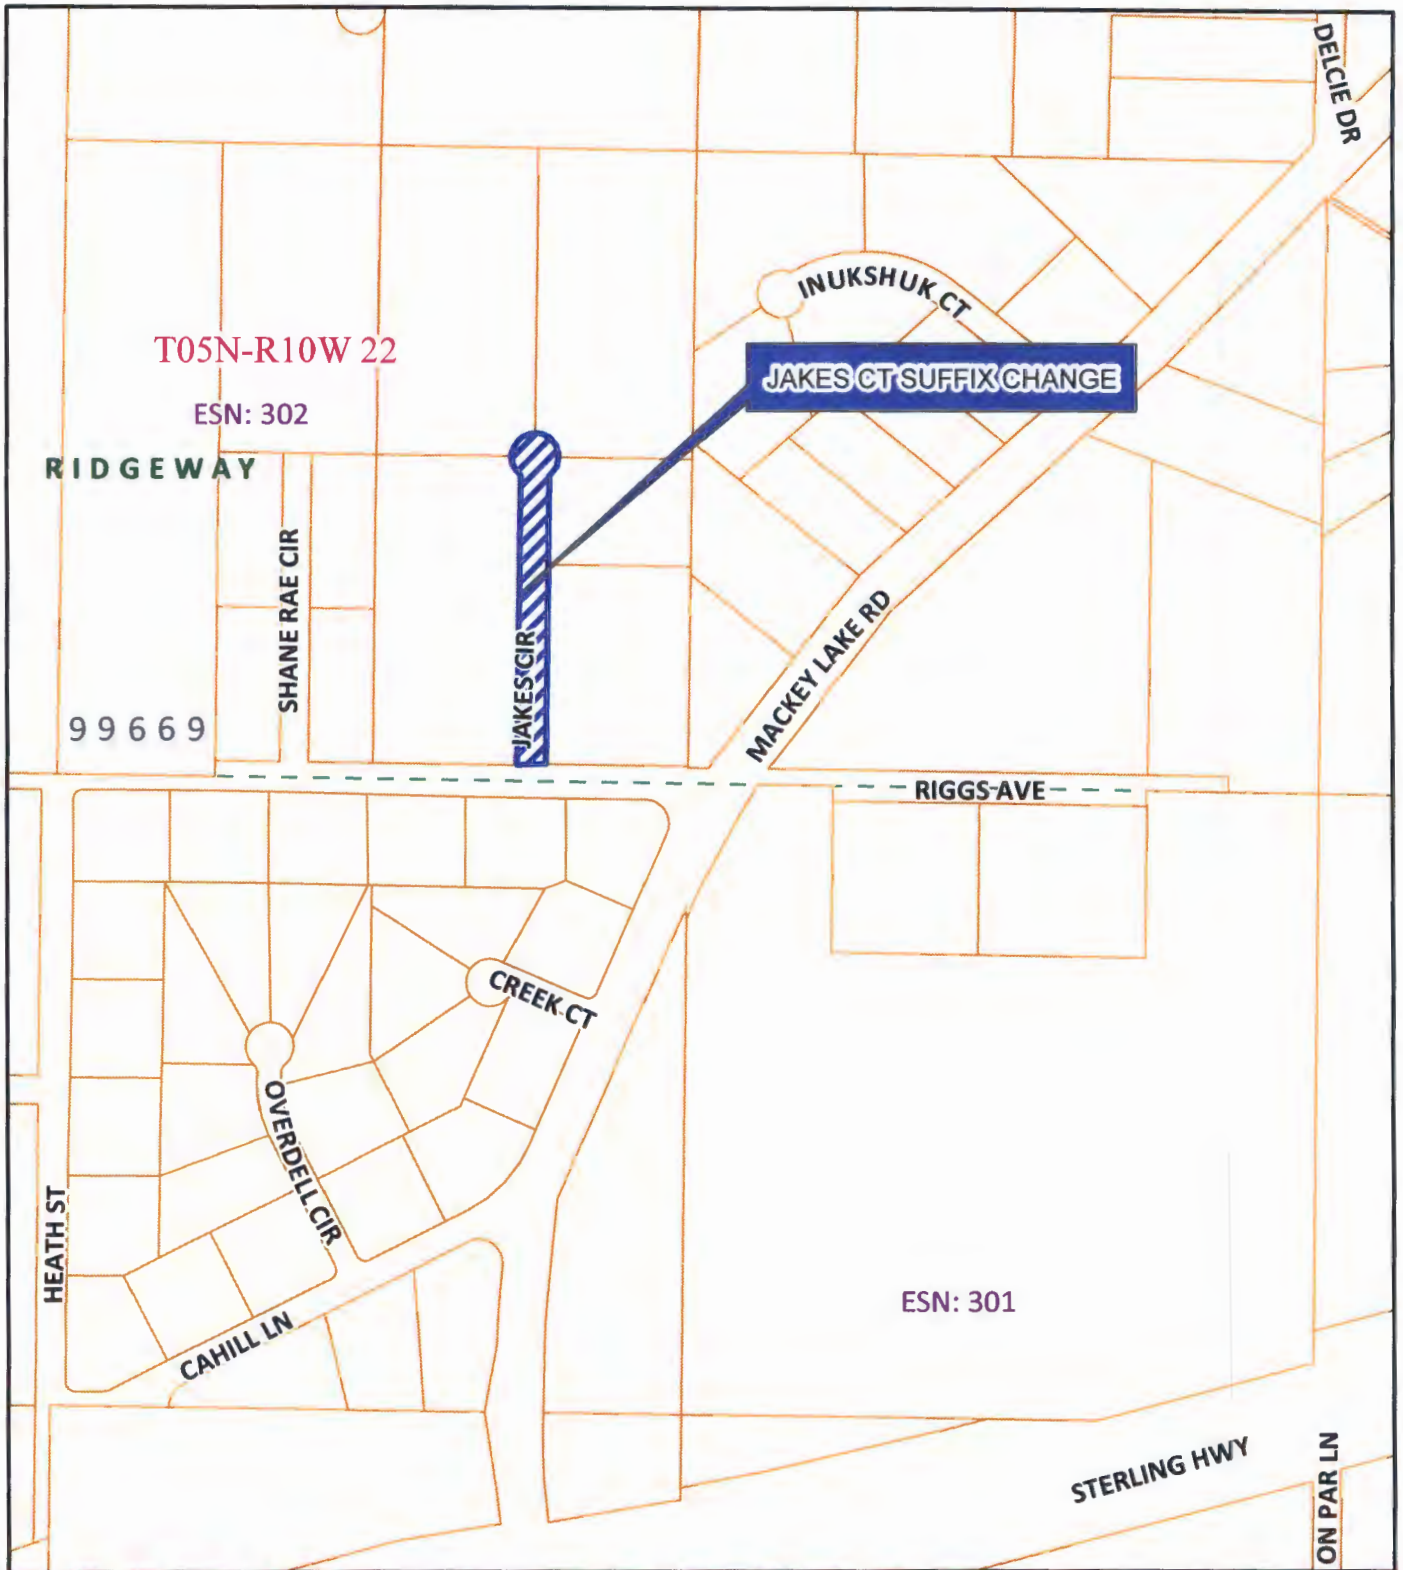 DELCIE DR
INUKSHUK CT
T05N-R10W 22
JAKES CT SUFFIX CHANGE
ESN: 302
RIDGEWAY
SHANE RAE CIR
JAKES CIR
MACKEY LAKE RD
99669
RIGGS AVE
CREEK CT
OVERDELL CIR
HEATH ST
ESN: 301
CAHILL LN
STERLING HWY
ON PAR LN